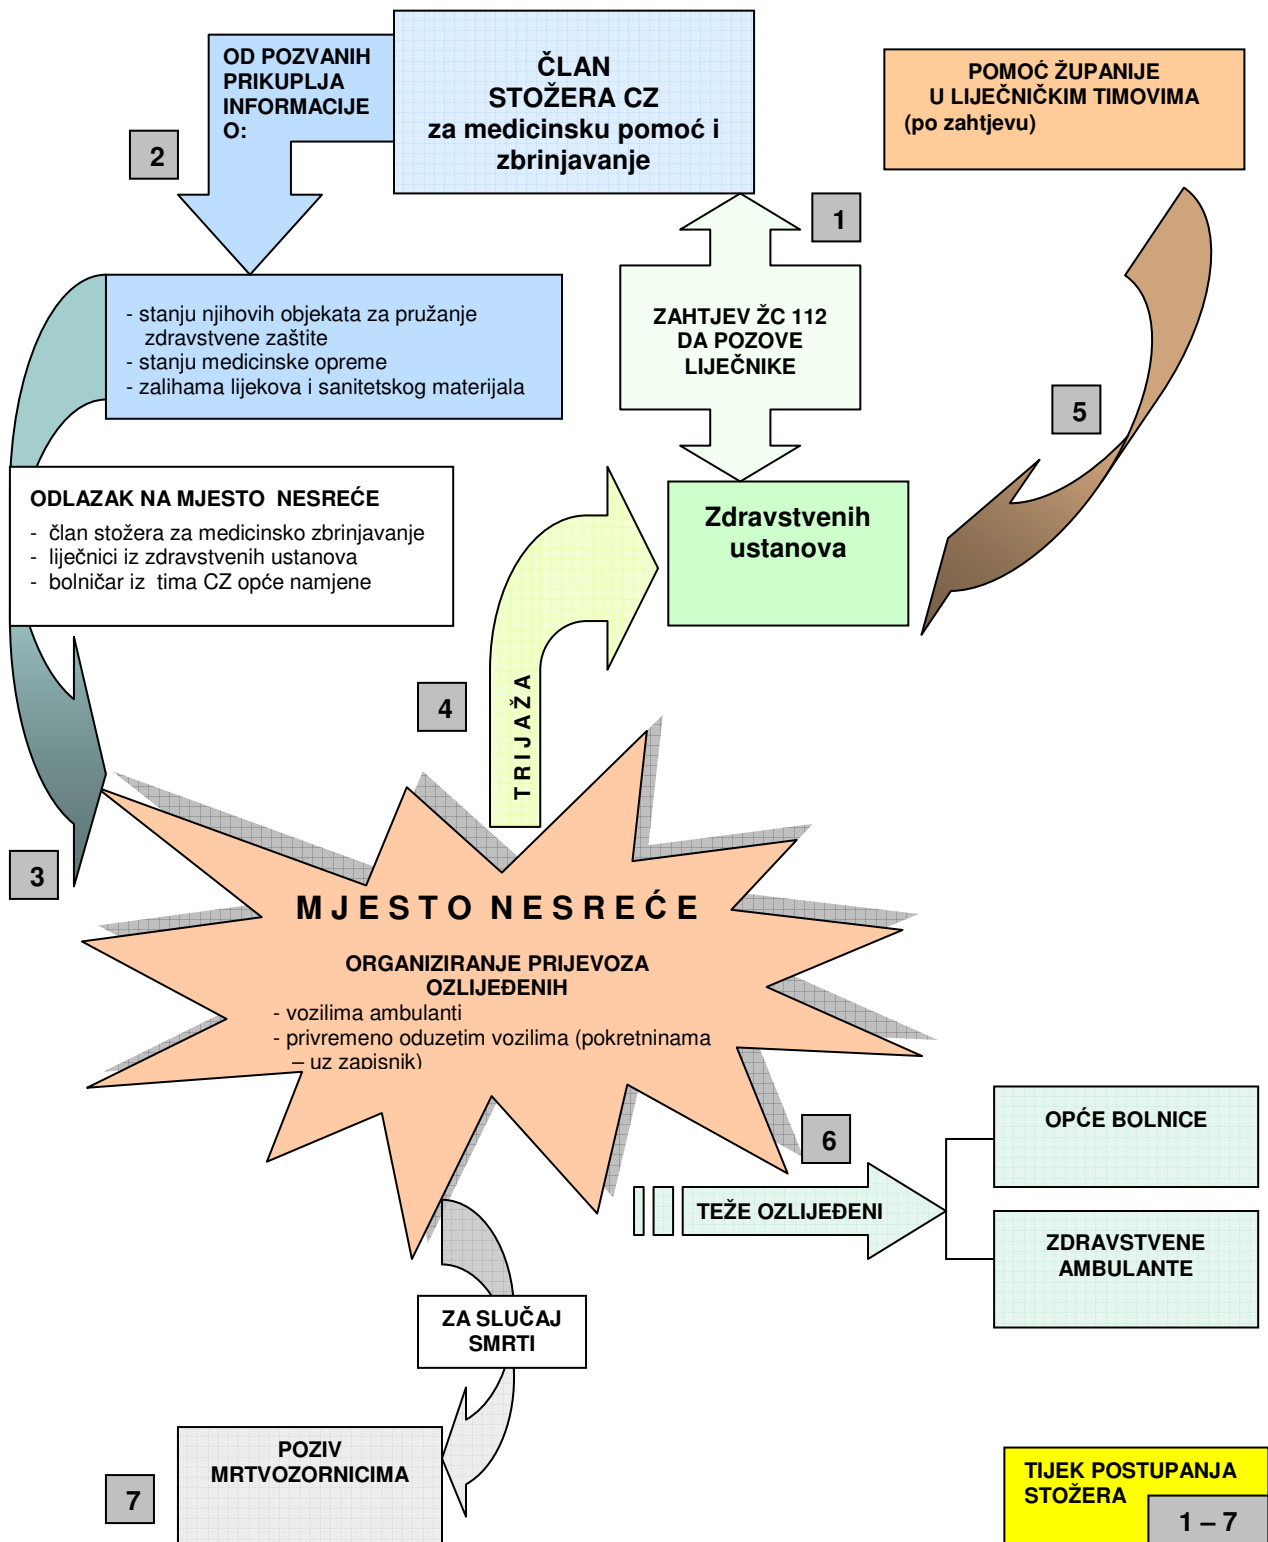 OD POZVANIH
PRIKUPLJA
INFORMACIJE
O:
ČLAN
STOŽERA CZ
za medicinsku pomoć i
zbrinjavanje
POMOĆ ŽUPANIJE
U LIJEČNIČKIM TIMOVIMA
(po zahtjevu)
2
1
- stanju njihovih objekata za pružanje
zdravstvene zaštite
- stanju medicinske opreme
- zalihama lijekova i sanitetskog materijala
ZAHTJEV ŽC 112
DA POZOVE
LIJEČNIKE
5
ODLAZAK NA MJESTO NESREĆE
- član stožera za medicinsko zbrinjavanje
- liječnici iz zdravstvenih ustanova
- bolničar iz tima CZ opće namjene
Zdravstvenih
ustanova
4
T R I J A Ž A
3
M J E S T O N E S R E Ć E
ORGANIZIRANJE PRIJEVOZA
OZLIJEĐENIH
- vozilima ambulanti
- privremeno oduzetim vozilima (pokretninama
– uz zapisnik)
6
TEŽE OZLIJEĐENI
OPĆE BOLNICE
ZDRAVSTVENE
AMBULANTE
ZA SLUČAJ
SMRTI
POZIV
MRTVOZORNICIMA
7
TIJEK POSTUPANJA
STOŽERA
1 – 7